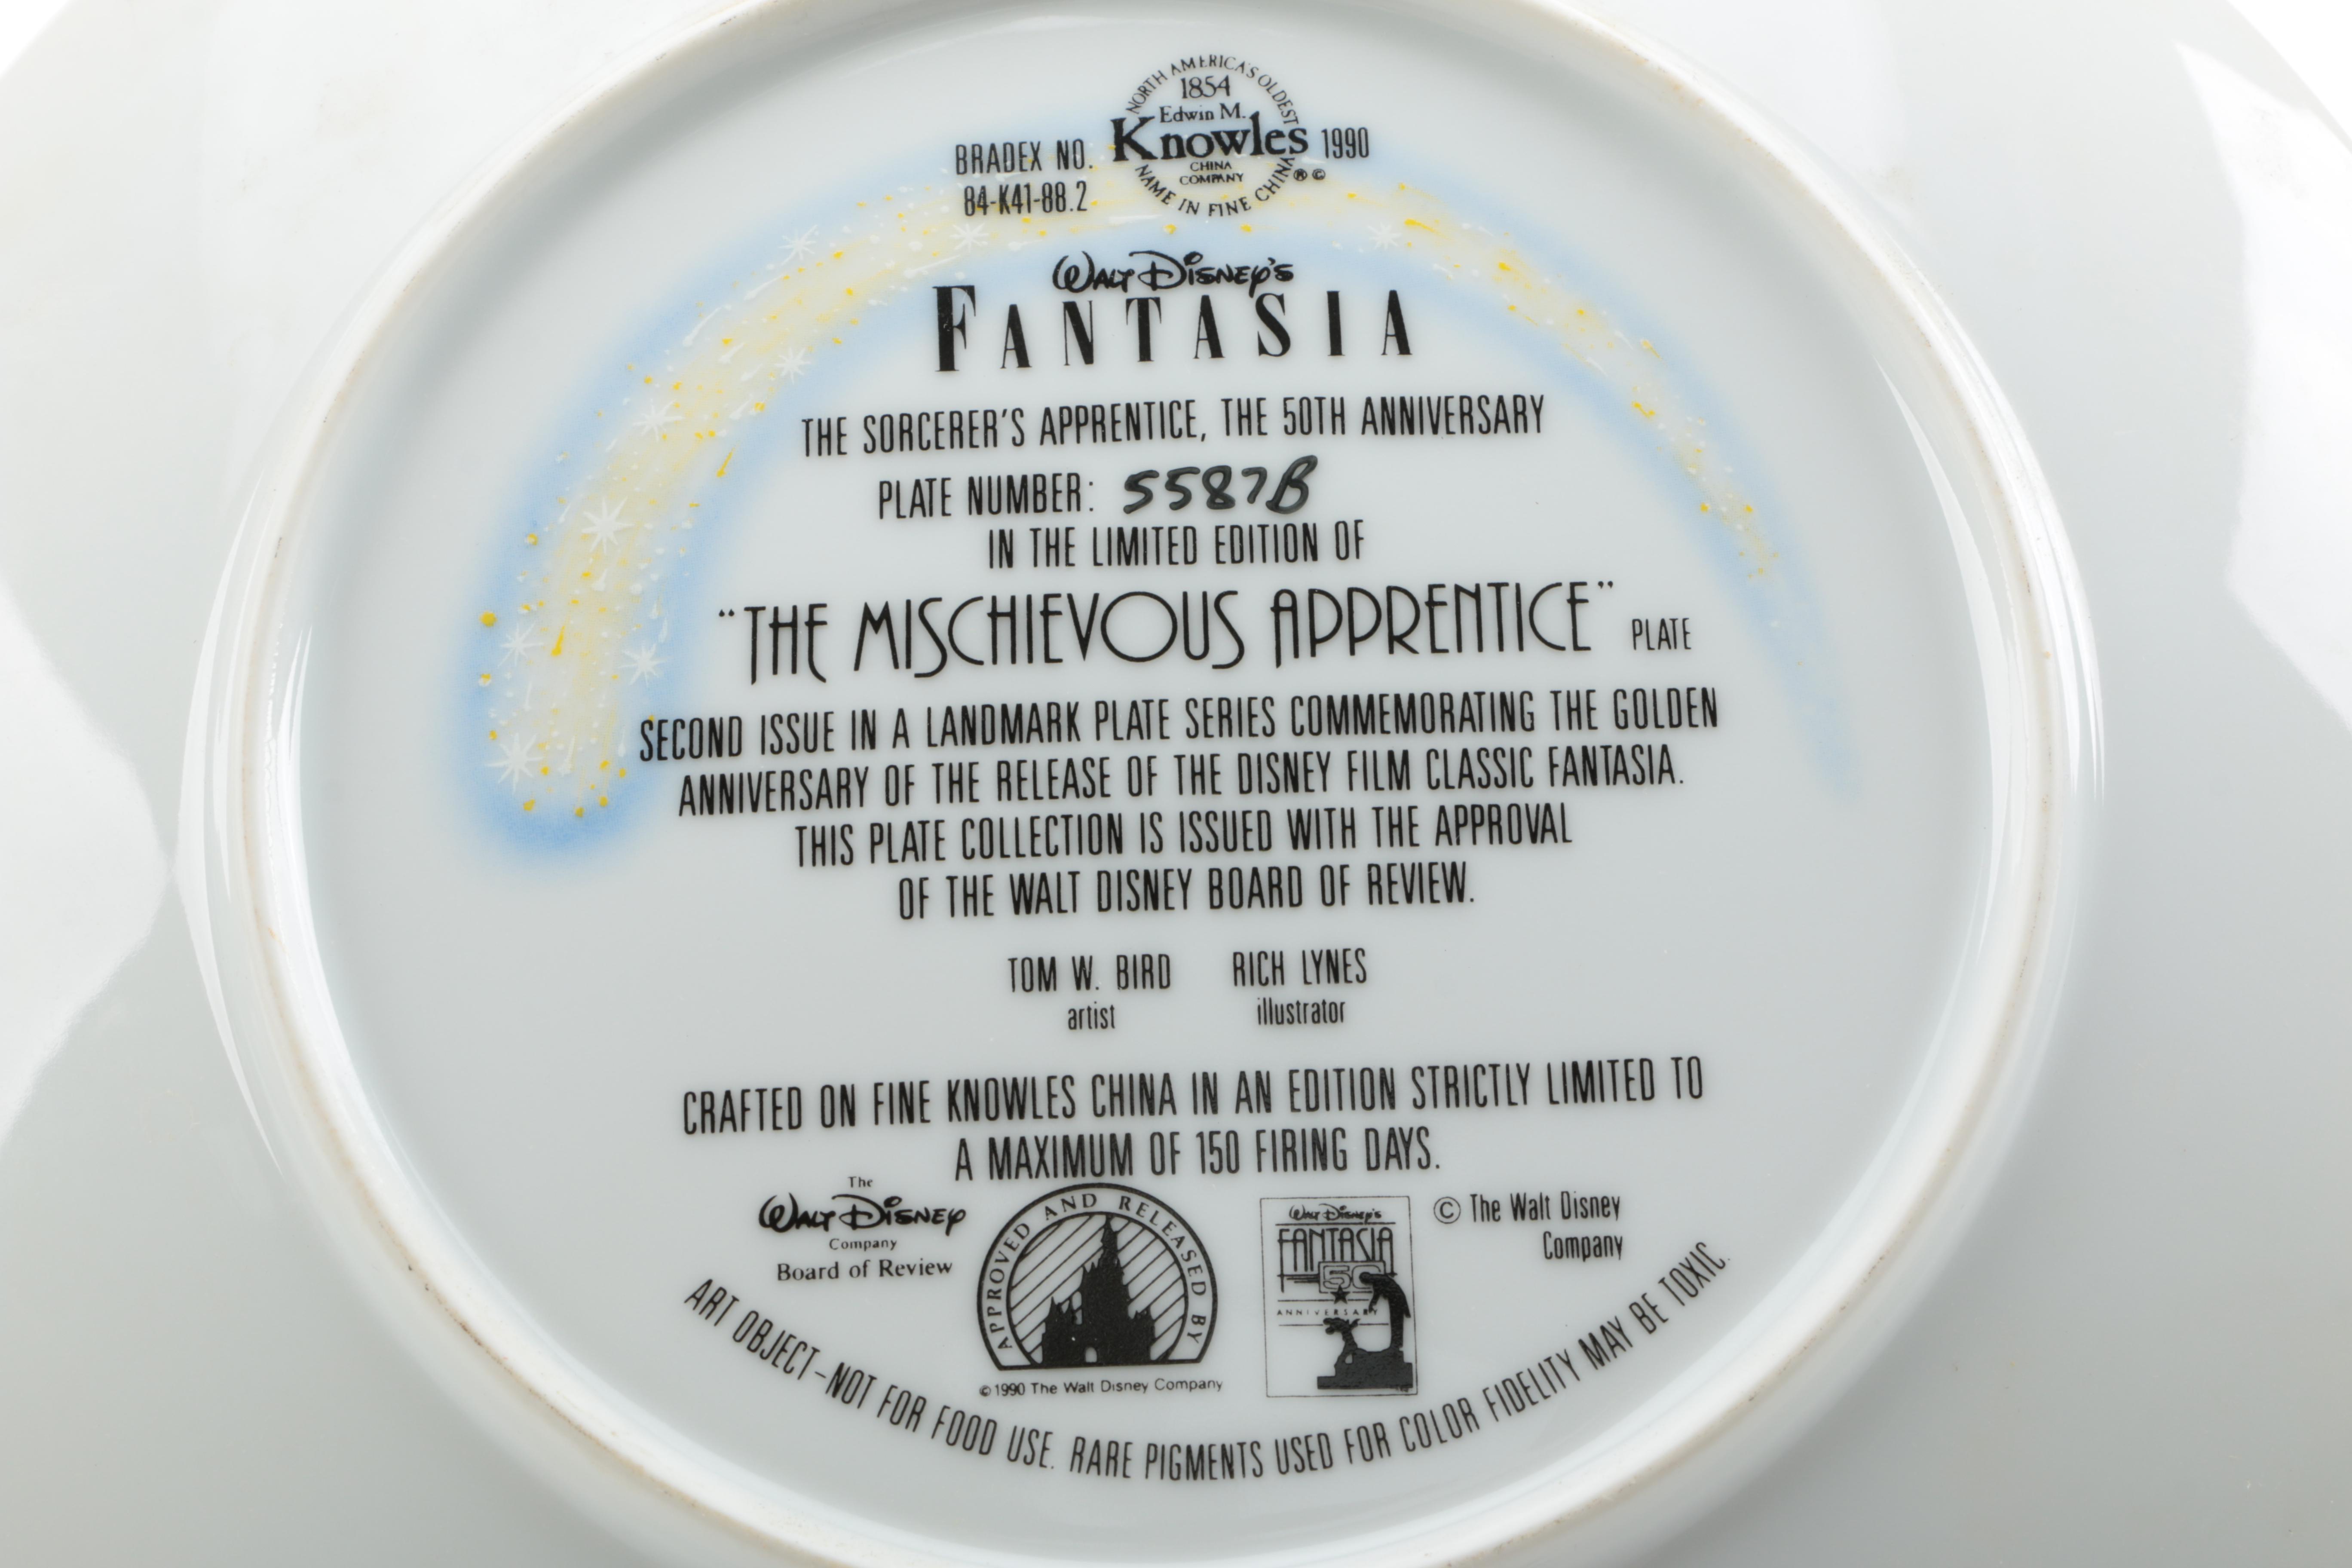 NORTH AMERICA'S OLDEST
1854
Edwin M.
Knowles
CHINA
COMPANY
® ©
NAME IN FINE CHINA
BRADEX NO.
84-K41-88.2
1990
WALT DISNEY'S
FANTASIA
THE SORCERER'S APPRENTICE, THE 50TH ANNIVERSARY
PLATE NUMBER: 5587B
IN THE LIMITED EDITION OF
"THE MISCHIEVOUS APPRENTICE" PLATE
SECOND ISSUE IN A LANDMARK PLATE SERIES COMMEMORATING THE GOLDEN
ANNIVERSARY OF THE RELEASE OF THE DISNEY FILM CLASSIC FANTASIA.
THIS PLATE COLLECTION IS ISSUED WITH THE APPROVAL
OF THE WALT DISNEY BOARD OF REVIEW.
TOM W. BIRD RICH LYNES
artist illustrator
CRAFTED ON FINE KNOWLES CHINA IN AN EDITION STRICTLY LIMITED TO
A MAXIMUM OF 150 FIRING DAYS.
The
WALT DISNEY
Company
Board of Review
APPROVED AND RELEASED BY
© 1990 The Walt Disney Company
WALT DISNEY'S
FANTASIA
50
ANNIVERSARY
© The Walt Disney
Company
ART OBJECT-NOT FOR FOOD USE. RARE PIGMENTS USED FOR COLOR FIDELITY MAY BE TOXIC.